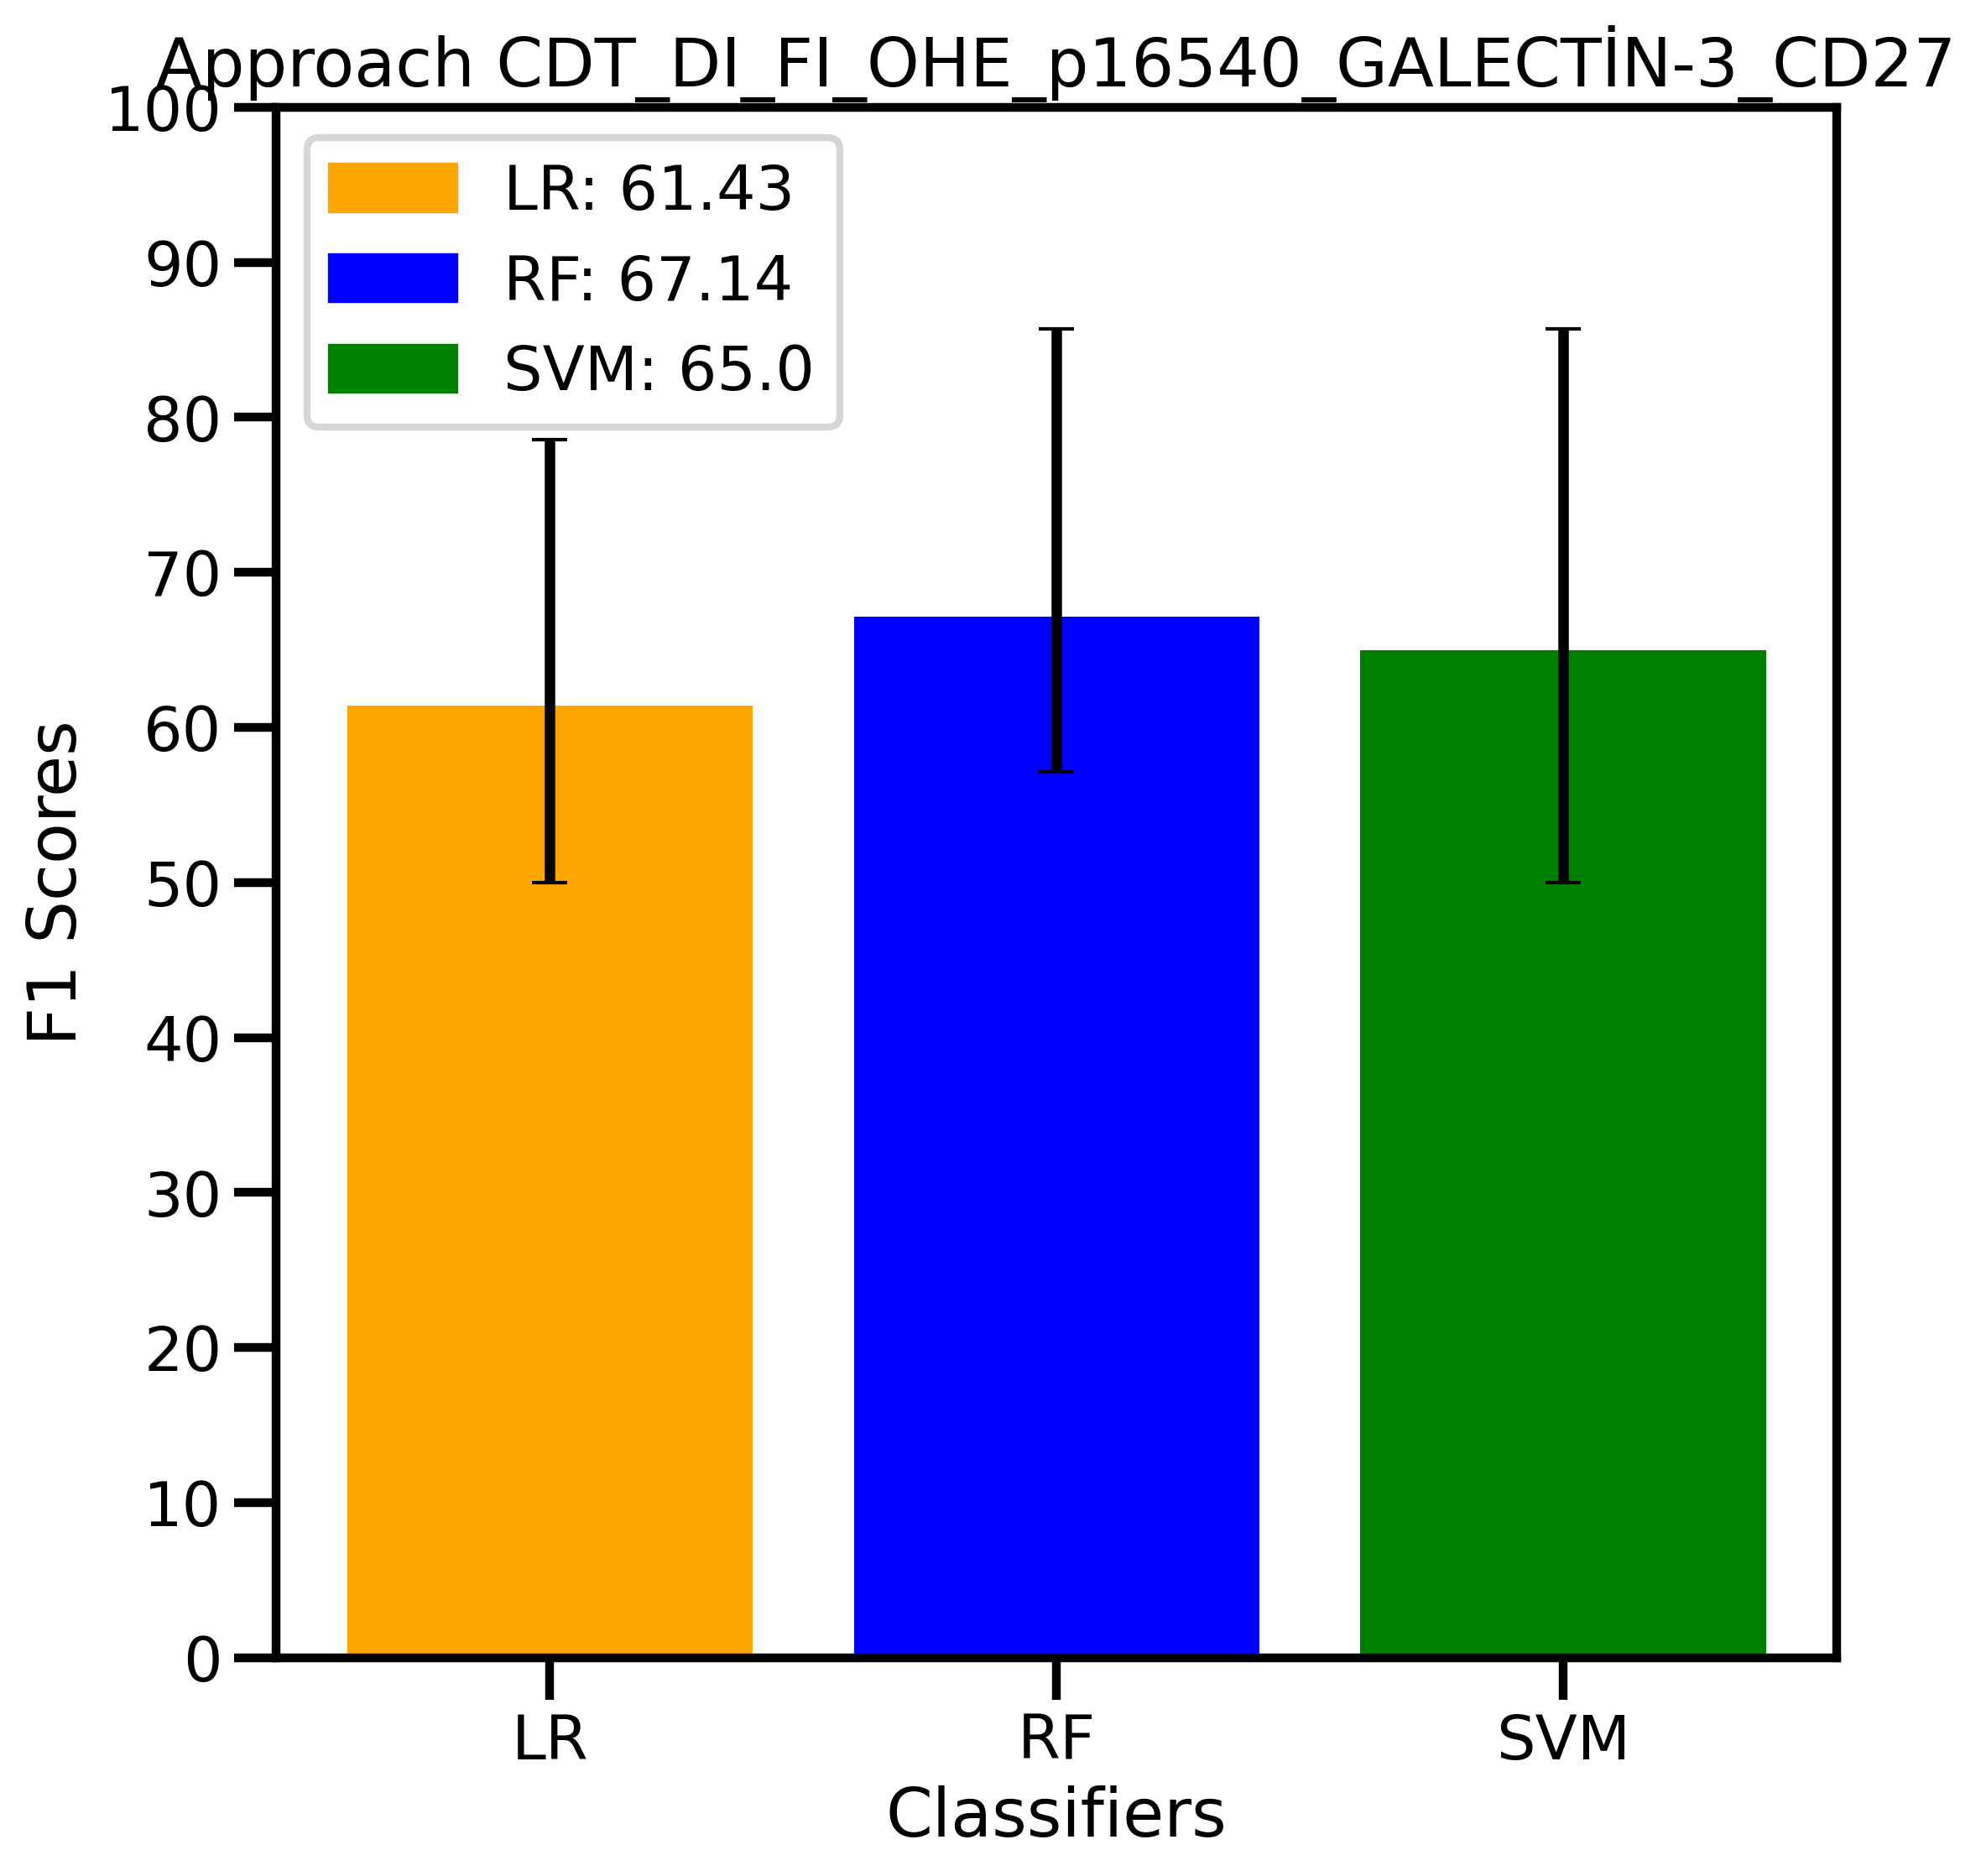 Approach CDT_DI_FI_OHE_p16540_GALECTİN-3_CD27
LR: 61.43
RF: 67.14
SVM: 65.0
100
90
80
70
60
50
40
30
20
10
0
F1 Scores
LR
RF
SVM
Classifiers